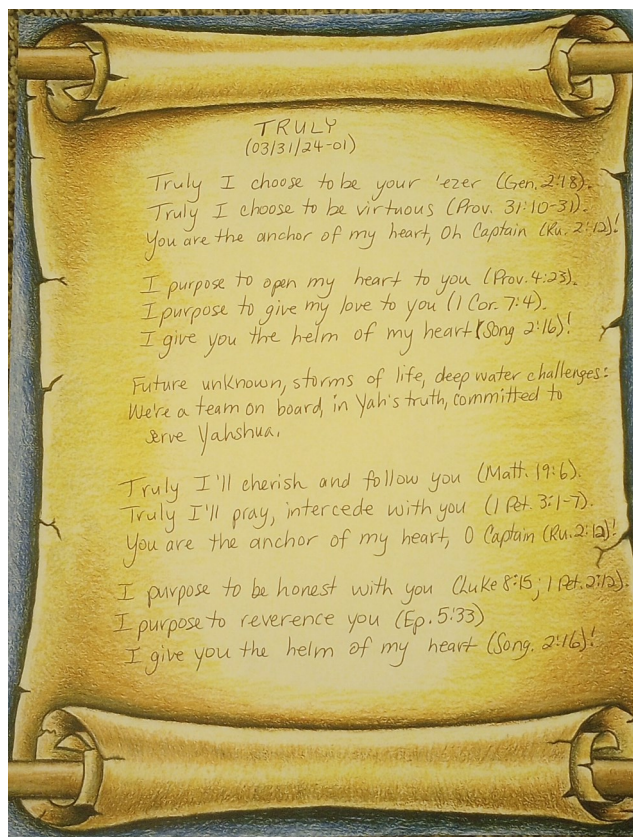 TRULY
(03/31/24-01)
Truly I choose to be your 'ezer (Gen. 2:18).
Truly I choose to be virtuous (Prov. 31:10-31).
You are the anchor of my heart, Oh Captain (Ru. 2:12)!
I purpose to open my heart to you (Prov. 4:23).
I purpose to give my love to you (1 Cor. 7:4).
I give you the helm of my heart (Song 2:16)!
Future unknown, storms of life, deep water challenges:
We're a team on board, in Yah's truth, committed to
serve Yahshua.
Truly I'll cherish and follow you (Matt. 19:6).
Truly I'll pray, intercede with you (1 Pet. 3:1-7).
You are the anchor of my heart, O Captain (Ru. 2:12)!
I purpose to be honest with you (Luke 8:15; 1 Pet. 2:12).
I purpose to reverence you (Ep. 5:33)
I give you the helm of my heart (Song. 2:16)!